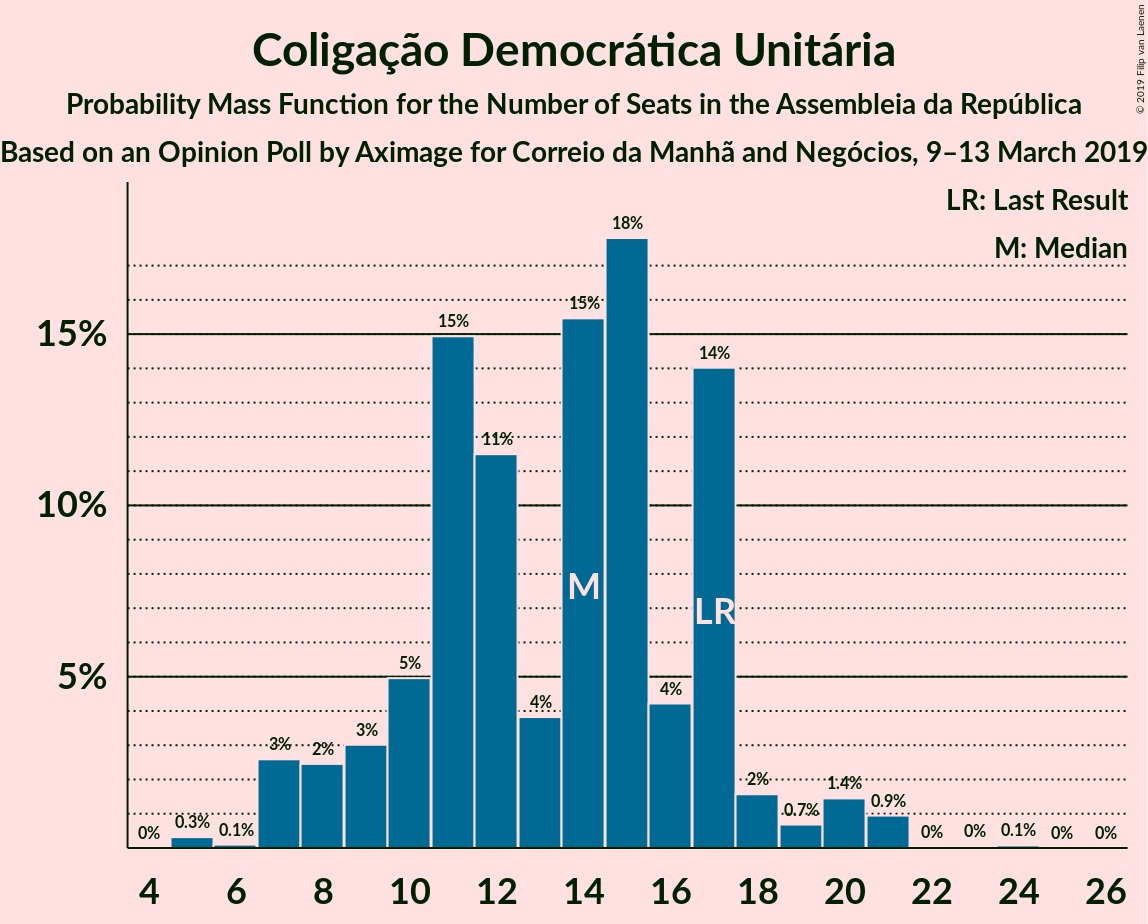 Coligação Democrática Unitária
Probability Mass Function for the Number of Seats in the Assembleia da República
Based on an Opinion Poll by Aximage for Correio da Manhã and Negócios, 9–13 March 2019
© 2019 Filip van Laenen
LR: Last Result
M: Median
15%
10%
5%
0%
0.3%
0.1%
3%
2%
3%
5%
15%
11%
4%
15%
18%
4%
14%
2%
0.7%
1.4%
0.9%
0%
0%
0.1%
0%
0%
M
LR
4 6 8 10 12 14 16 18 20 22 24 26